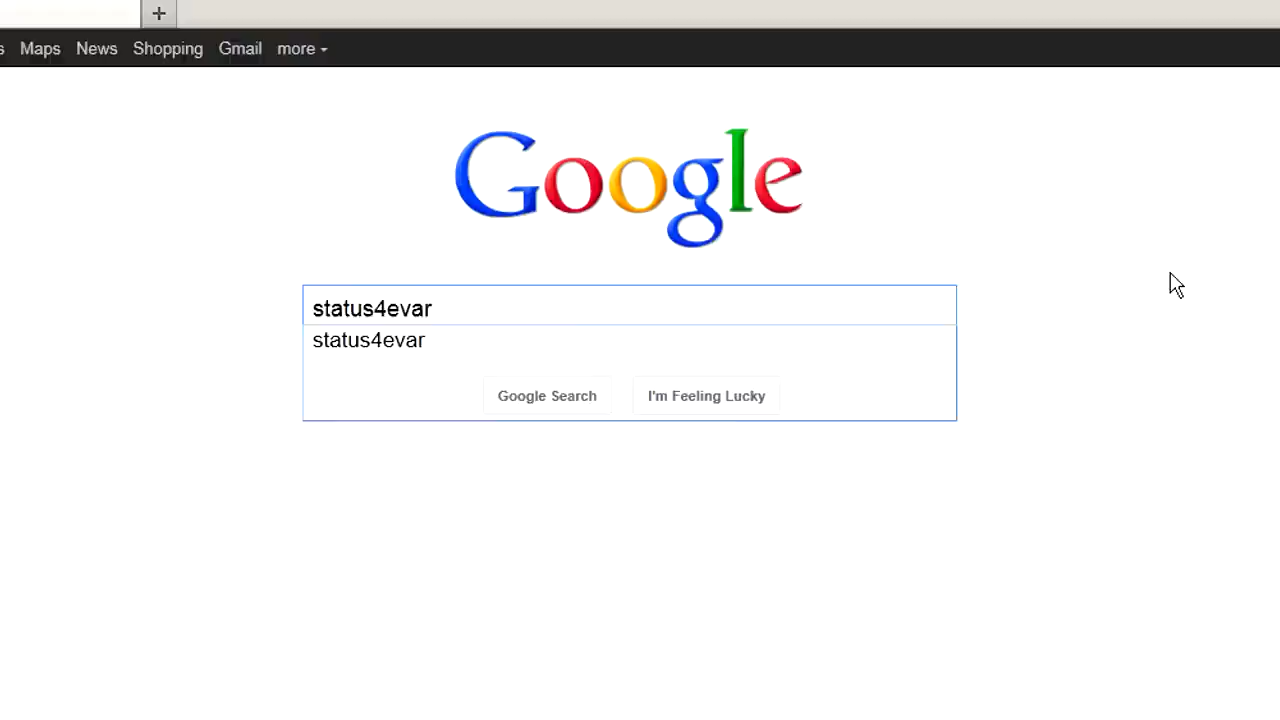 Maps News Shopping Gmail more
Google
status4evar
status4evar
Google Search I'm Feeling Lucky